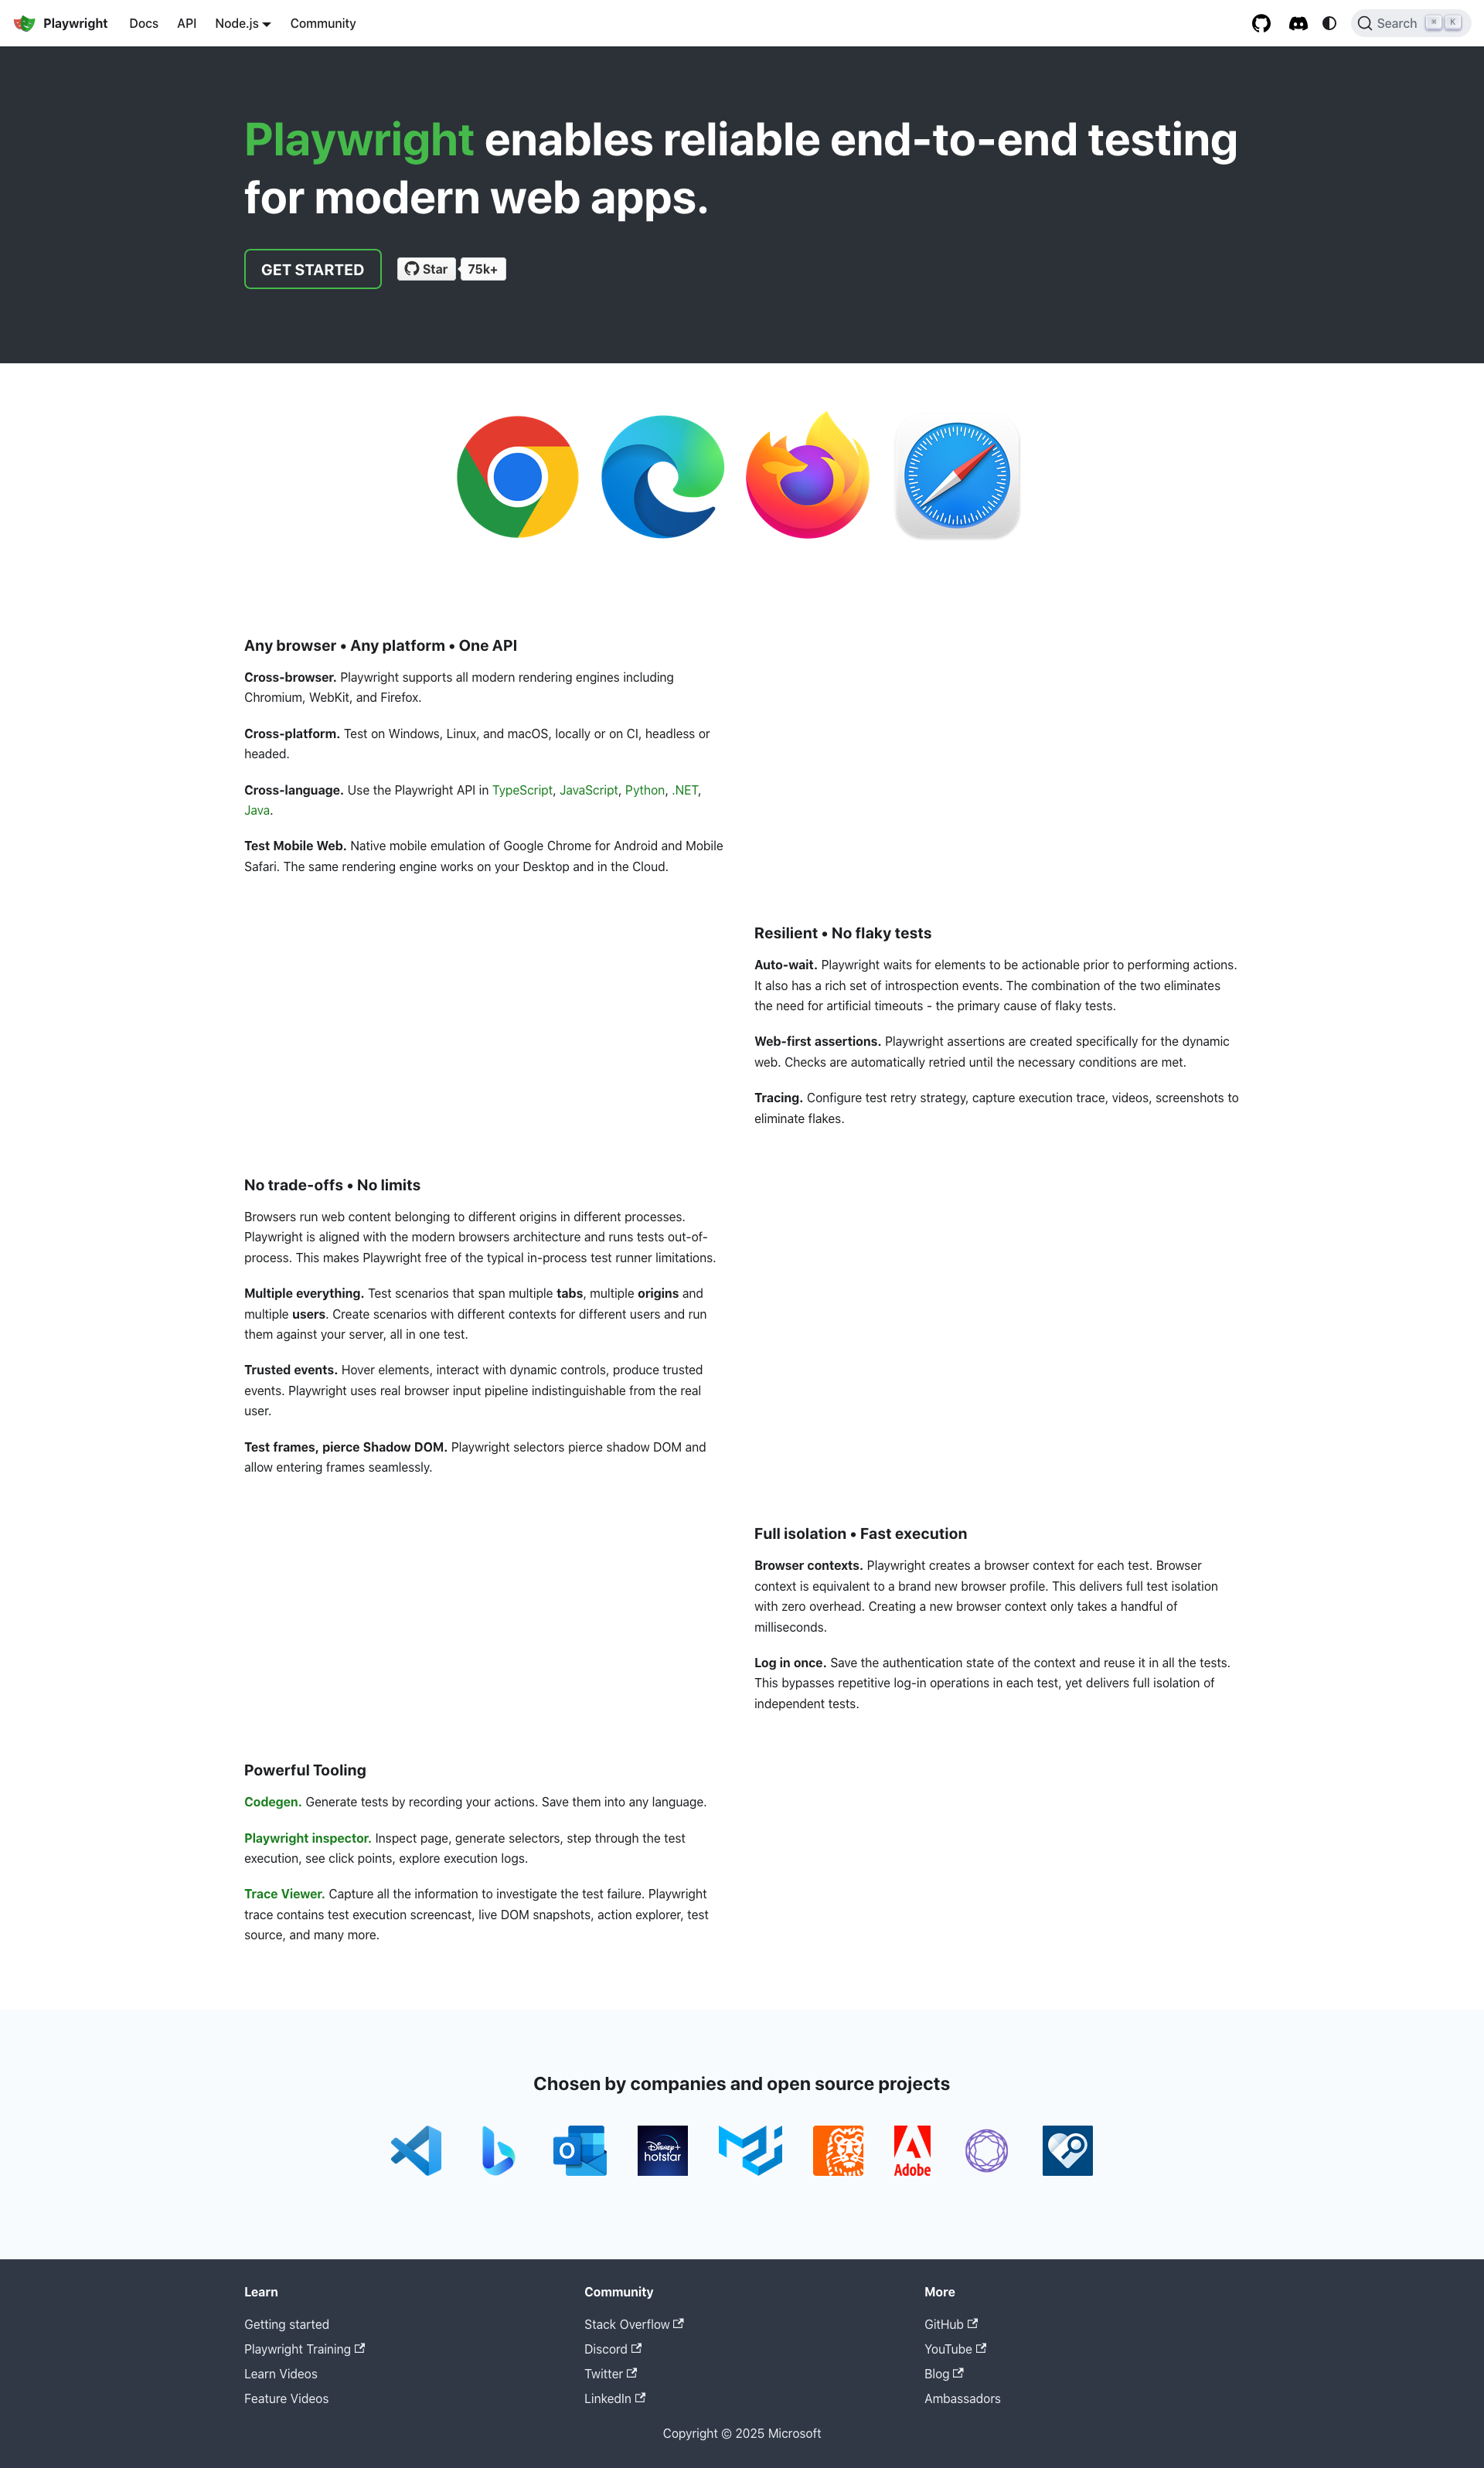 Playwright Docs API Node.js Community Search ⌘ K
Playwright enables reliable end-to-end testing
for modern web apps.
GET STARTED Star 75k+
Any browser • Any platform • One API
Cross-browser. Playwright supports all modern rendering engines including
Chromium, WebKit, and Firefox.
Cross-platform. Test on Windows, Linux, and macOS, locally or on CI, headless or
headed.
Cross-language. Use the Playwright API in TypeScript, JavaScript, Python, .NET,
Java.
Test Mobile Web. Native mobile emulation of Google Chrome for Android and Mobile
Safari. The same rendering engine works on your Desktop and in the Cloud.
Resilient • No flaky tests
Auto-wait. Playwright waits for elements to be actionable prior to performing actions.
It also has a rich set of introspection events. The combination of the two eliminates
the need for artificial timeouts - the primary cause of flaky tests.
Web-first assertions. Playwright assertions are created specifically for the dynamic
web. Checks are automatically retried until the necessary conditions are met.
Tracing. Configure test retry strategy, capture execution trace, videos, screenshots to
eliminate flakes.
No trade-offs • No limits
Browsers run web content belonging to different origins in different processes.
Playwright is aligned with the modern browsers architecture and runs tests out-of-
process. This makes Playwright free of the typical in-process test runner limitations.
Multiple everything. Test scenarios that span multiple tabs, multiple origins and
multiple users. Create scenarios with different contexts for different users and run
them against your server, all in one test.
Trusted events. Hover elements, interact with dynamic controls, produce trusted
events. Playwright uses real browser input pipeline indistinguishable from the real
user.
Test frames, pierce Shadow DOM. Playwright selectors pierce shadow DOM and
allow entering frames seamlessly.
Full isolation • Fast execution
Browser contexts. Playwright creates a browser context for each test. Browser
context is equivalent to a brand new browser profile. This delivers full test isolation
with zero overhead. Creating a new browser context only takes a handful of
milliseconds.
Log in once. Save the authentication state of the context and reuse it in all the tests.
This bypasses repetitive log-in operations in each test, yet delivers full isolation of
independent tests.
Powerful Tooling
Codegen. Generate tests by recording your actions. Save them into any language.
Playwright inspector. Inspect page, generate selectors, step through the test
execution, see click points, explore execution logs.
Trace Viewer. Capture all the information to investigate the test failure. Playwright
trace contains test execution screencast, live DOM snapshots, action explorer, test
source, and many more.
Chosen by companies and open source projects
O
Disney+
hotstar
Adobe
Learn
Getting started
Playwright Training
Learn Videos
Feature Videos
Community
Stack Overflow
Discord
Twitter
LinkedIn
More
GitHub
YouTube
Blog
Ambassadors
Copyright © 2025 Microsoft